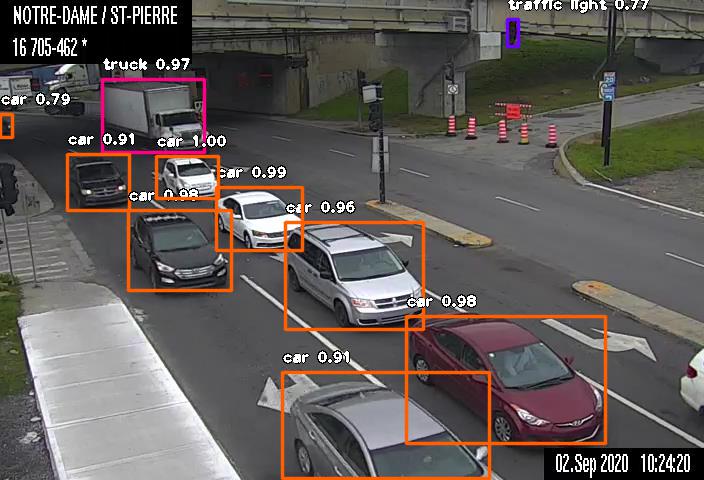 NOTRE-DAME / ST-PIERRE
16 705-462 *
traffic light 0.77
truck 0.97
car 0.79
car 0.91
car 1.00
car 0.99
car 0.98
car 0.96
car 0.98
car 0.91
02.Sep 2020 10:24:20